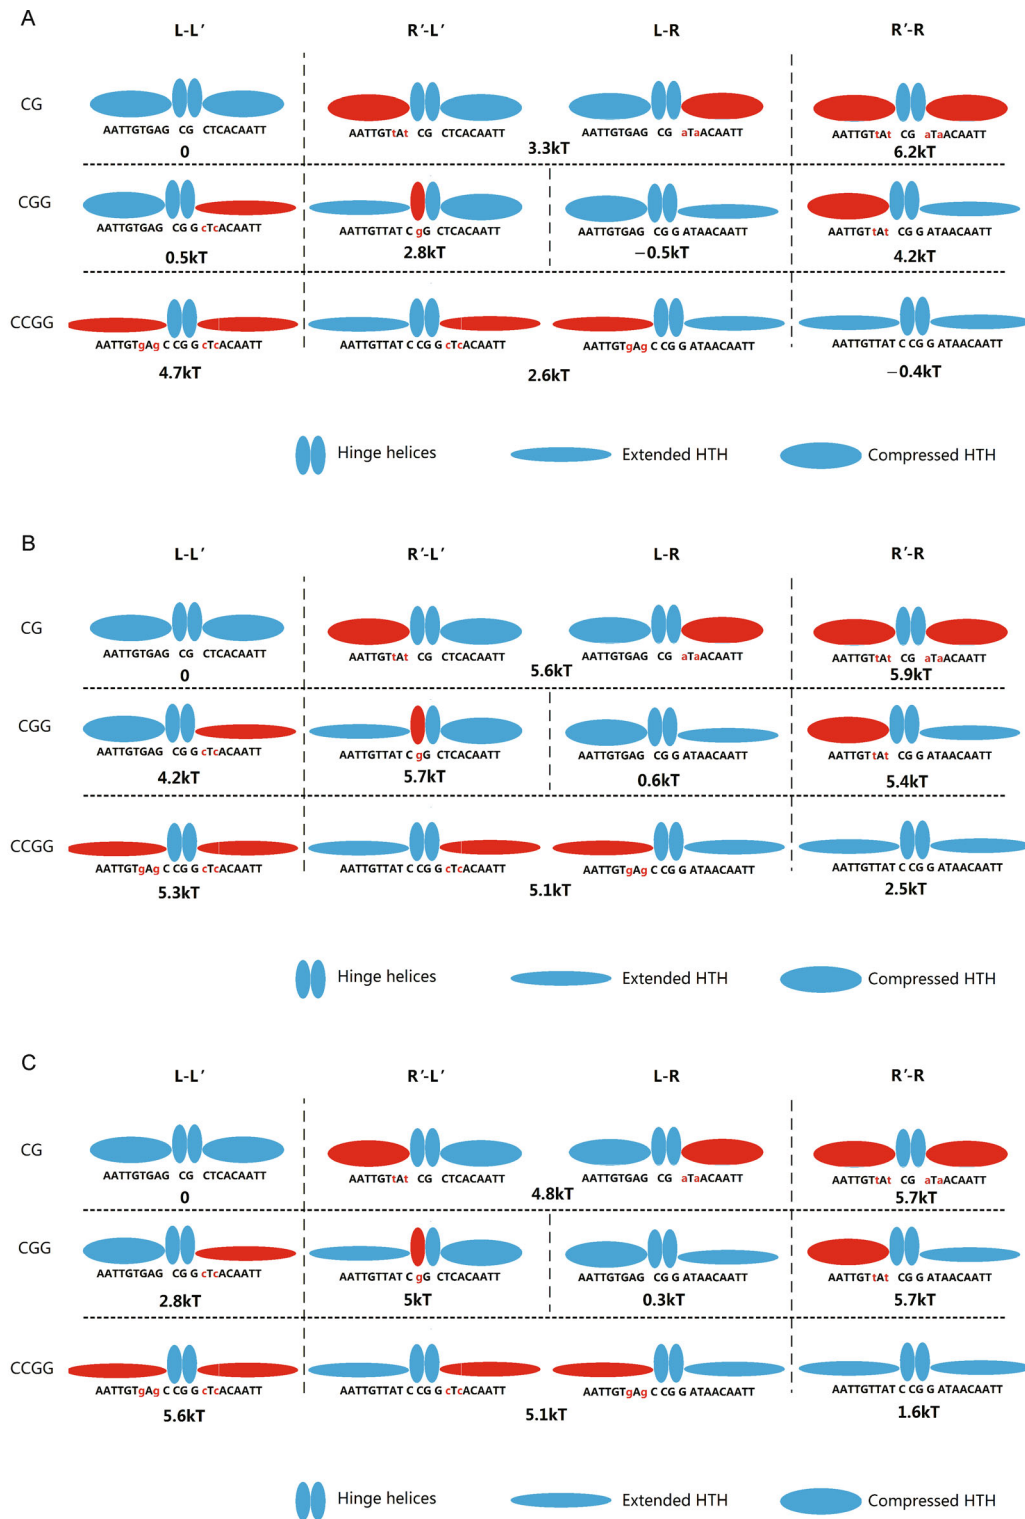 A
L-L′ R′-L′ L-R R′-R
CG
AATTGTGAG CG CTCACAATT AATTGTtAt CG CTCACAATT AATTGTGAG CG aTaACAATT AATTGTtAt CG aTaACAATT
0 3.3kT 6.2kT
CGG
AATTGTGAG CG G cTcACAATT AATTGTTAT C gG CTCACAATT AATTGTGAG CG G ATAACAATT AATTGTtAt CG G ATAACAATT
0.5kT 2.8kT −0.5kT 4.2kT
CCGG
AATTGTgAg C CG G cTcACAATT AATTGTTAT C CG G cTcACAATT AATTGTgAg C CG G ATAACAATT AATTGTTAT C CG G ATAACAATT
4.7kT 2.6kT −0.4kT
Hinge helices Extended HTH Compressed HTH
B
L-L′ R′-L′ L-R R′-R
CG
AATTGTGAG CG CTCACAATT AATTGTtAt CG CTCACAATT AATTGTGAG CG aTaACAATT AATTGTtAt CG aTaACAATT
0 5.6kT 5.9kT
CGG
AATTGTGAG CG G cTcACAATT AATTGTTAT C gG CTCACAATT AATTGTGAG CG G ATAACAATT AATTGTtAt CG G ATAACAATT
4.2kT 5.7kT 0.6kT 5.4kT
CCGG
AATTGTgAg C CG G cTcACAATT AATTGTTAT C CG G cTcACAATT AATTGTgAg C CG G ATAACAATT AATTGTTAT C CG G ATAACAATT
5.3kT 5.1kT 2.5kT
Hinge helices Extended HTH Compressed HTH
C
L-L′ R′-L′ L-R R′-R
CG
AATTGTGAG CG CTCACAATT AATTGTtAt CG CTCACAATT AATTGTGAG CG aTaACAATT AATTGTtAt CG aTaACAATT
0 4.8kT 5.7kT
CGG
AATTGTGAG CG G cTcACAATT AATTGTTAT C gG CTCACAATT AATTGTGAG CG G ATAACAATT AATTGTtAt CG G ATAACAATT
2.8kT 5kT 0.3kT 5.7kT
CCGG
AATTGTgAg C CG G cTcACAATT AATTGTTAT C CG G cTcACAATT AATTGTgAg C CG G ATAACAATT AATTGTTAT C CG G ATAACAATT
5.6kT 5.1kT 1.6kT
Hinge helices Extended HTH Compressed HTH